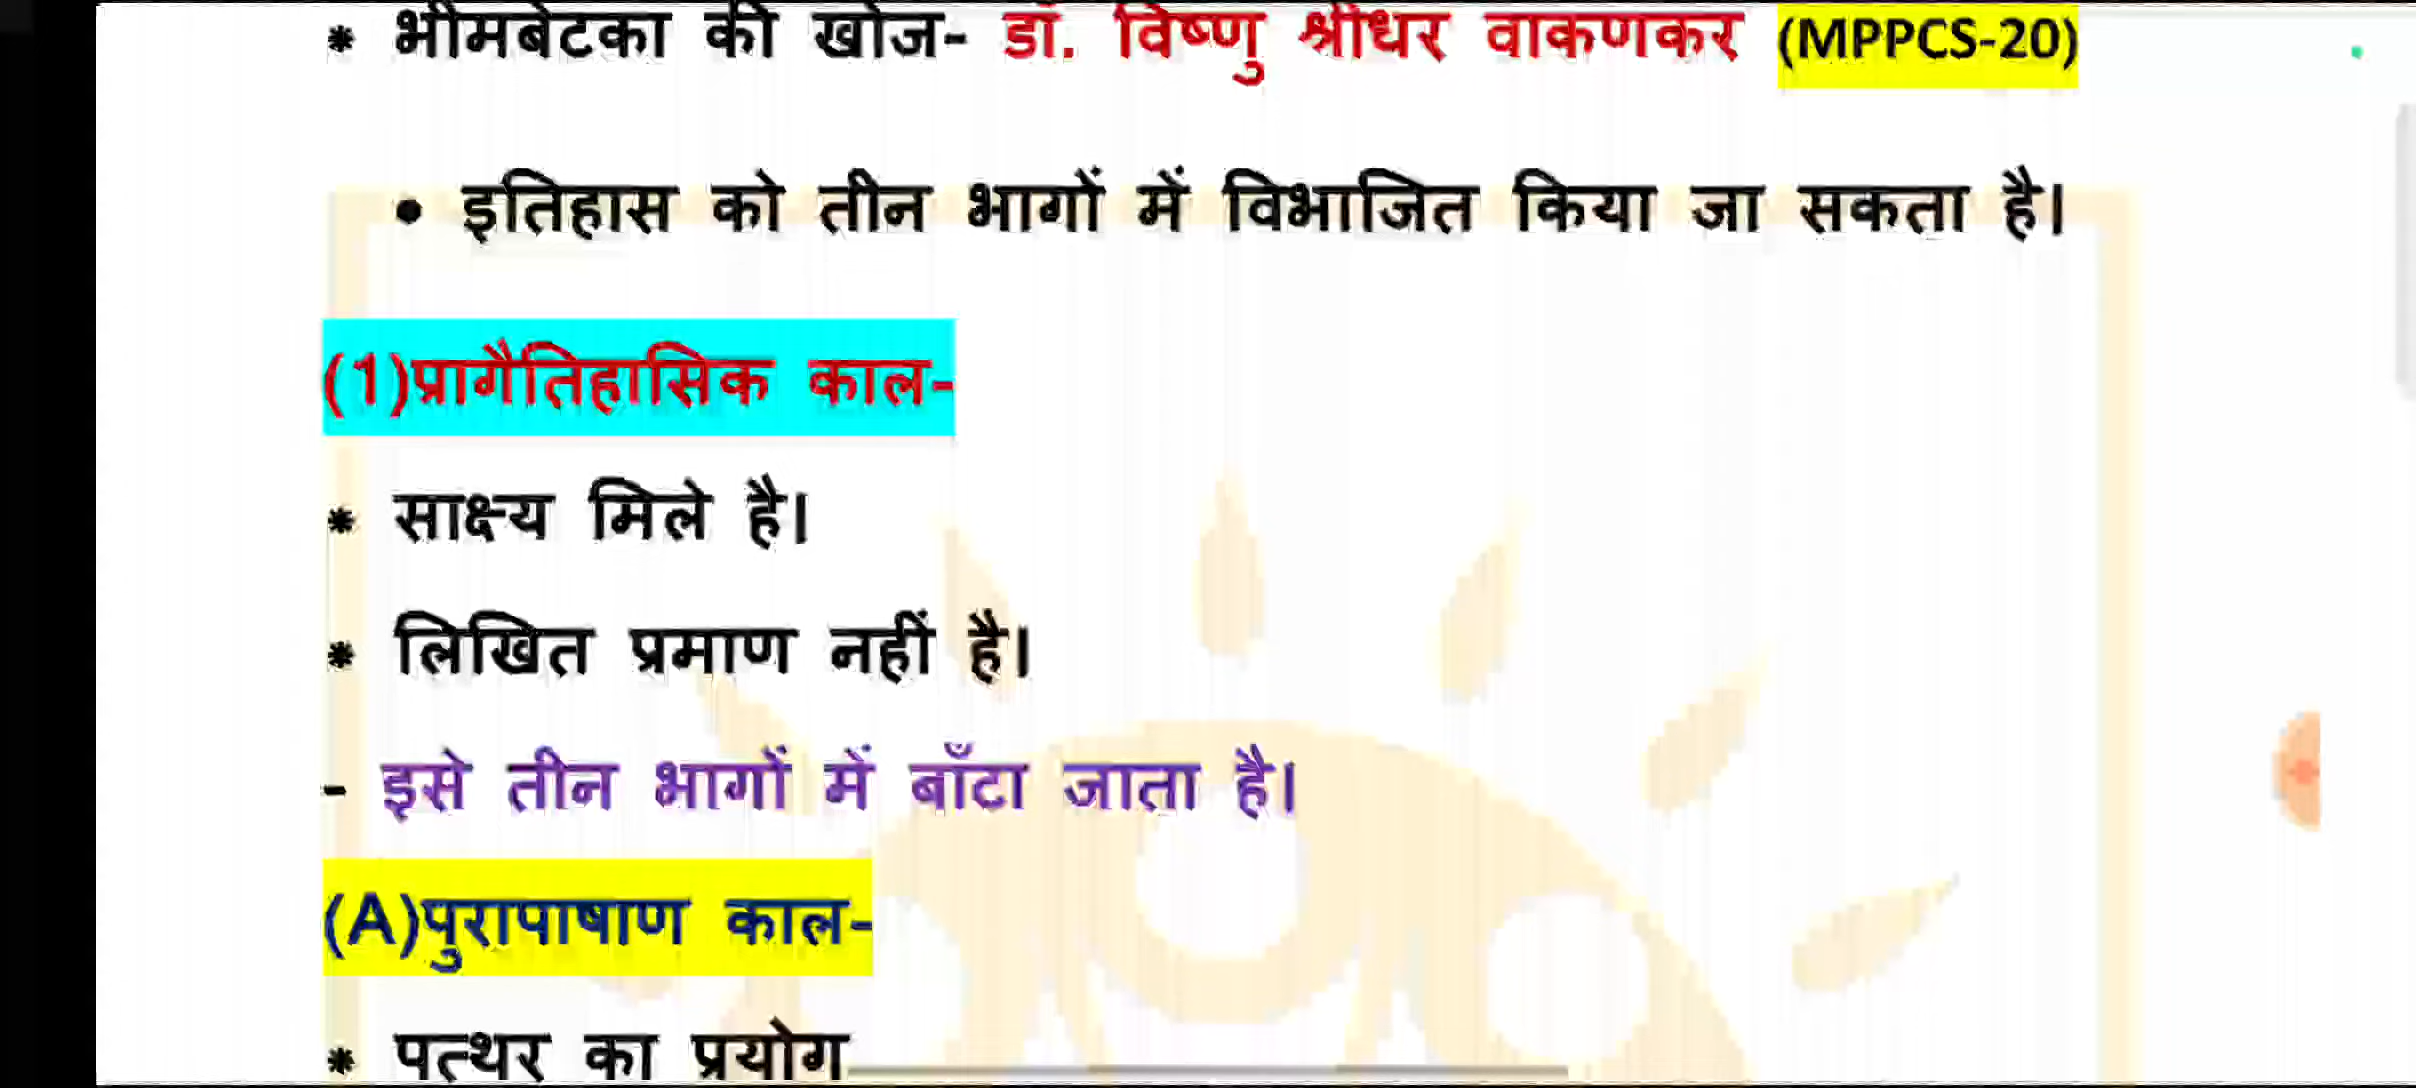 * भीमबेटका की खोज- डॉ. विष्णु श्रीधर वाकणकर (MPPCS-20)
• इतिहास को तीन भागों में विभाजित किया जा सकता है।
(1)प्रागैतिहासिक काल-
* साक्ष्य मिले है।
* लिखित प्रमाण नहीं है।
- इसे तीन भागों में बाँटा जाता है।
(A)पुरापाषाण काल-
* पत्थर का प्रयोग